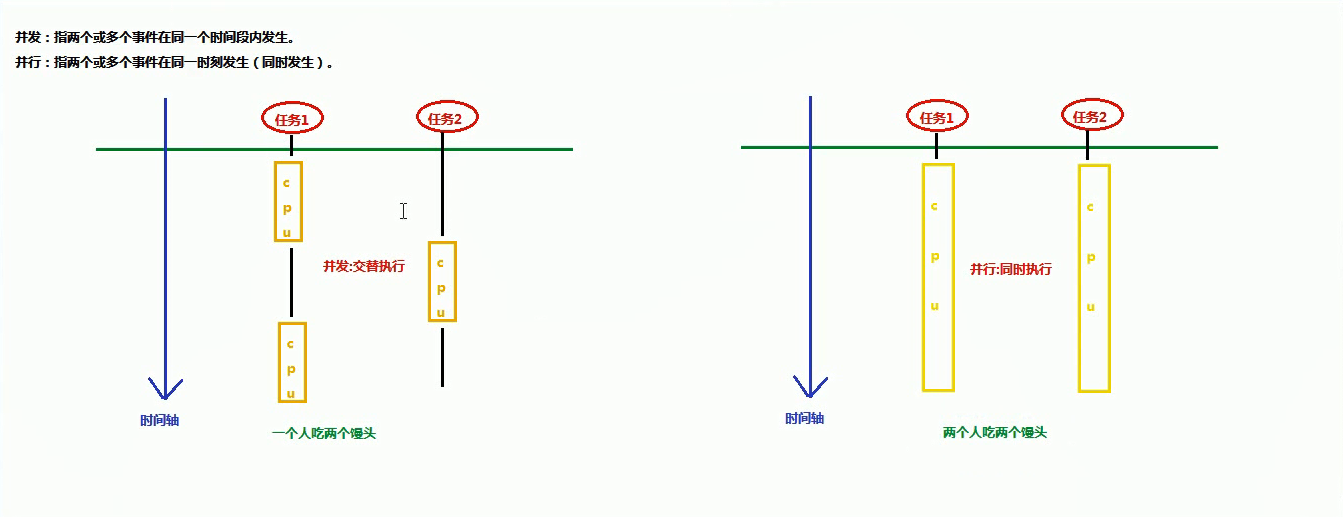 并发：指两个或多个事件在同一个时间段内发生。
并行：指两个或多个事件在同一时刻发生（同时发生）。
任务1
任务2
c
p
u
并发:交替执行
c
p
u
c
p
u
时间轴
一个人吃两个馒头
任务1
任务2
c
p
u
并行:同时执行
c
p
u
时间轴
两个人吃两个馒头